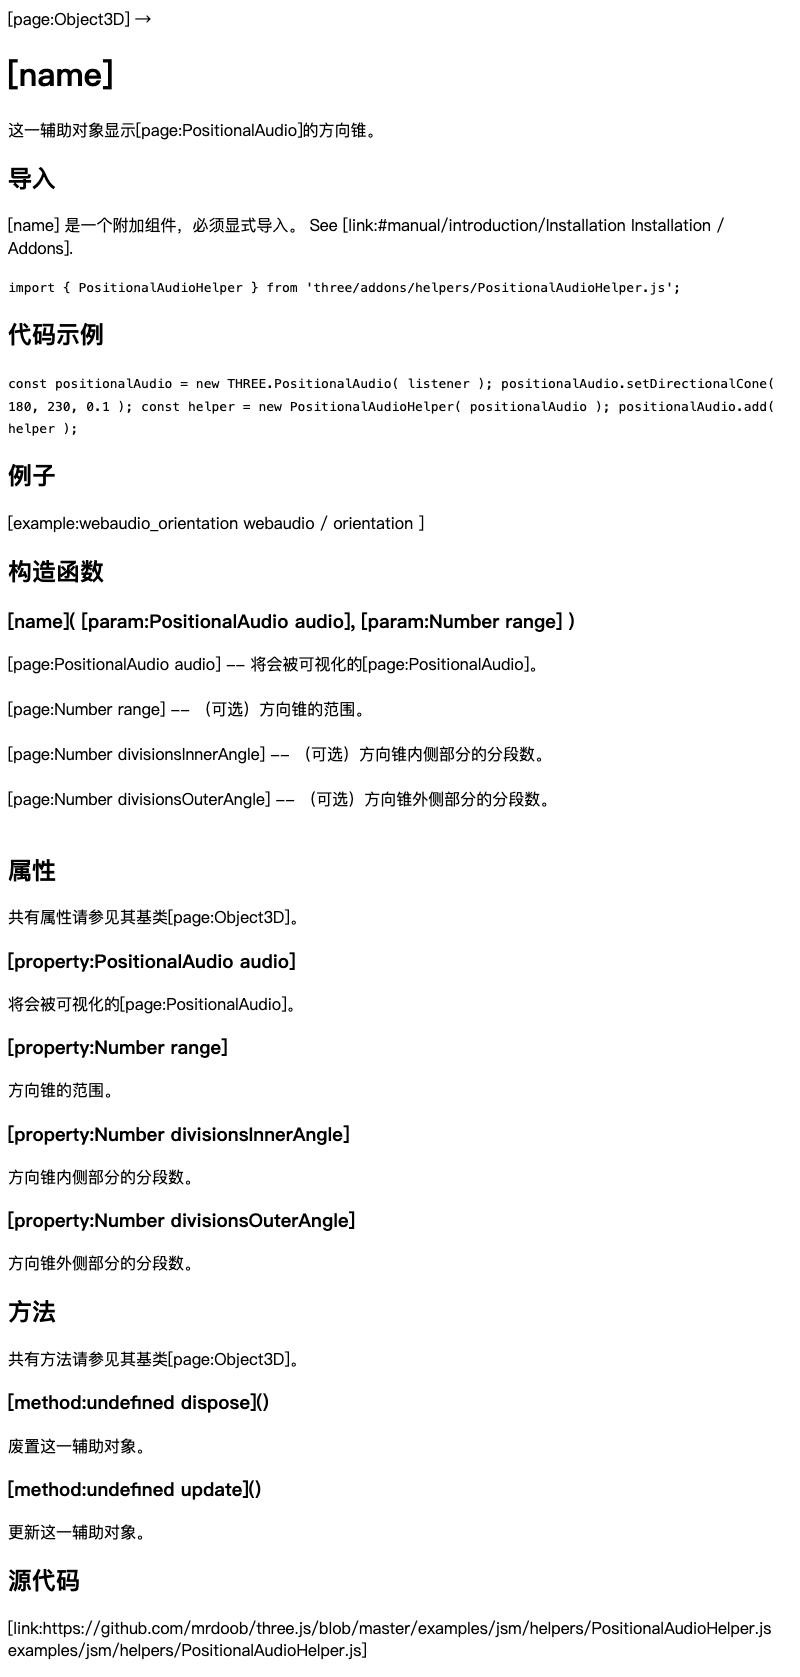 [page:Object3D] →
[name]
这一辅助对象显示[page:PositionalAudio]的方向锥。
导入
[name] 是一个附加组件，必须显式导入。 See [link:#manual/introduction/Installation Installation /
Addons].
import { PositionalAudioHelper } from 'three/addons/helpers/PositionalAudioHelper.js';
代码示例
const positionalAudio = new THREE.PositionalAudio( listener ); positionalAudio.setDirectionalCone(
180, 230, 0.1 ); const helper = new PositionalAudioHelper( positionalAudio ); positionalAudio.add(
helper );
例子
[example:webaudio_orientation webaudio / orientation ]
构造函数
[name]( [param:PositionalAudio audio], [param:Number range] )
[page:PositionalAudio audio] -- 将会被可视化的[page:PositionalAudio]。
[page:Number range] -- （可选）方向锥的范围。
[page:Number divisionsInnerAngle] -- （可选）方向锥内侧部分的分段数。
[page:Number divisionsOuterAngle] -- （可选）方向锥外侧部分的分段数。
属性
共有属性请参见其基类[page:Object3D]。
[property:PositionalAudio audio]
将会被可视化的[page:PositionalAudio]。
[property:Number range]
方向锥的范围。
[property:Number divisionsInnerAngle]
方向锥内侧部分的分段数。
[property:Number divisionsOuterAngle]
方向锥外侧部分的分段数。
方法
共有方法请参见其基类[page:Object3D]。
[method:undefined dispose]()
废置这一辅助对象。
[method:undefined update]()
更新这一辅助对象。
源代码
[link:https://github.com/mrdoob/three.js/blob/master/examples/jsm/helpers/PositionalAudioHelper.js
examples/jsm/helpers/PositionalAudioHelper.js]